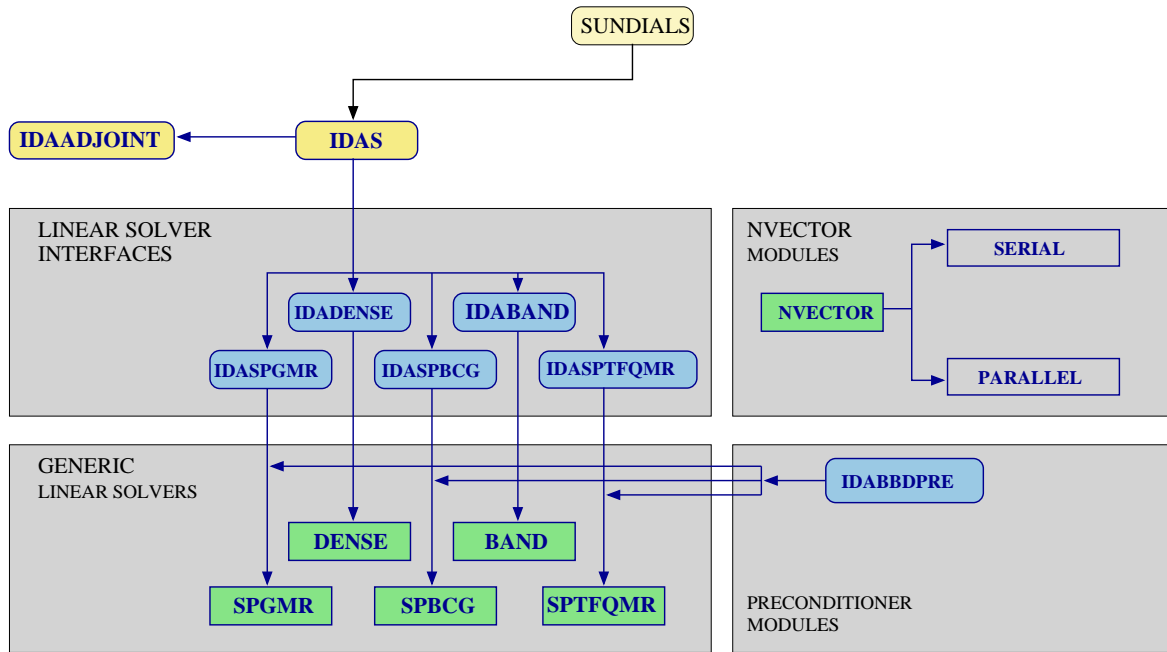 SUNDIALS
IDAADJOINT
IDAS
LINEAR SOLVER
INTERFACES
IDADENSE
IDABAND
IDASPGMR
IDASPBCG
IDASPTFQMR
NVECTOR
MODULES
SERIAL
NVECTOR
PARALLEL
GENERIC
LINEAR SOLVERS
DENSE
BAND
SPGMR
SPBCG
SPTFQMR
IDABBDPRE
PRECONDITIONER
MODULES